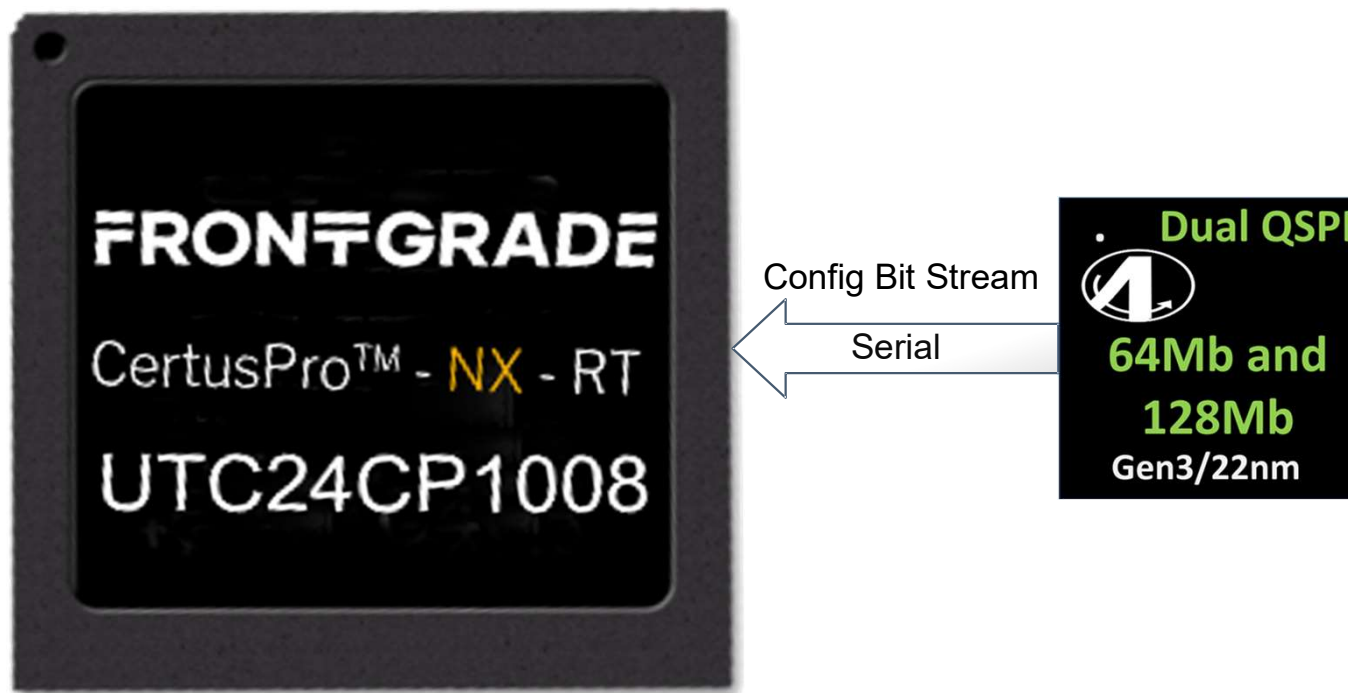 FRONTGRADE
CertusPro™ - NX - RT
UTC24CP1008
Config Bit Stream
Serial
Dual QSPI
64Mb and
128Mb
Gen3/22nm